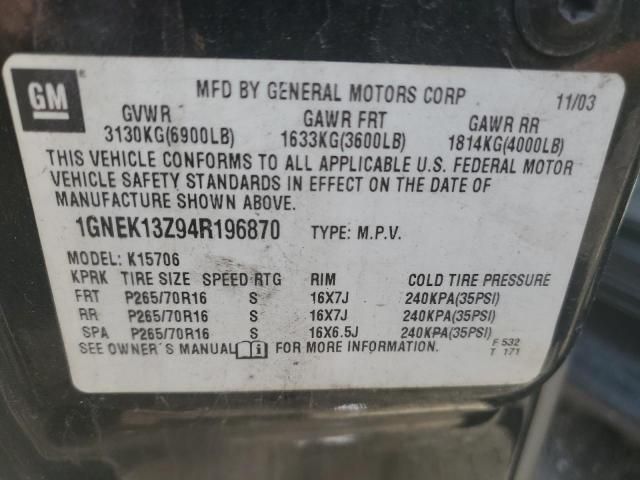 GM ®
MFD BY GENERAL MOTORS CORP 11/03
GVWR GAWR FRT GAWR RR
3130KG(6900LB) 1633KG(3600LB) 1814KG(4000LB)
THIS VEHICLE CONFORMS TO ALL APPLICABLE U.S. FEDERAL MOTOR
VEHICLE SAFETY STANDARDS IN EFFECT ON THE DATE OF
MANUFACTURE SHOWN ABOVE.
1GNEK13Z94R196870 TYPE: M.P.V.
MODEL: K15706
KPRK TIRE SIZE SPEED RTG RIM COLD TIRE PRESSURE
FRT P265/70R16 S 16X7J 240KPA(35PSI)
RR P265/70R16 S 16X7J 240KPA(35PSI)
SPA P265/70R16 S 16X6.5J 240KPA(35PSI)
SEE OWNER'S MANUAL FOR MORE INFORMATION. F 532
T 171